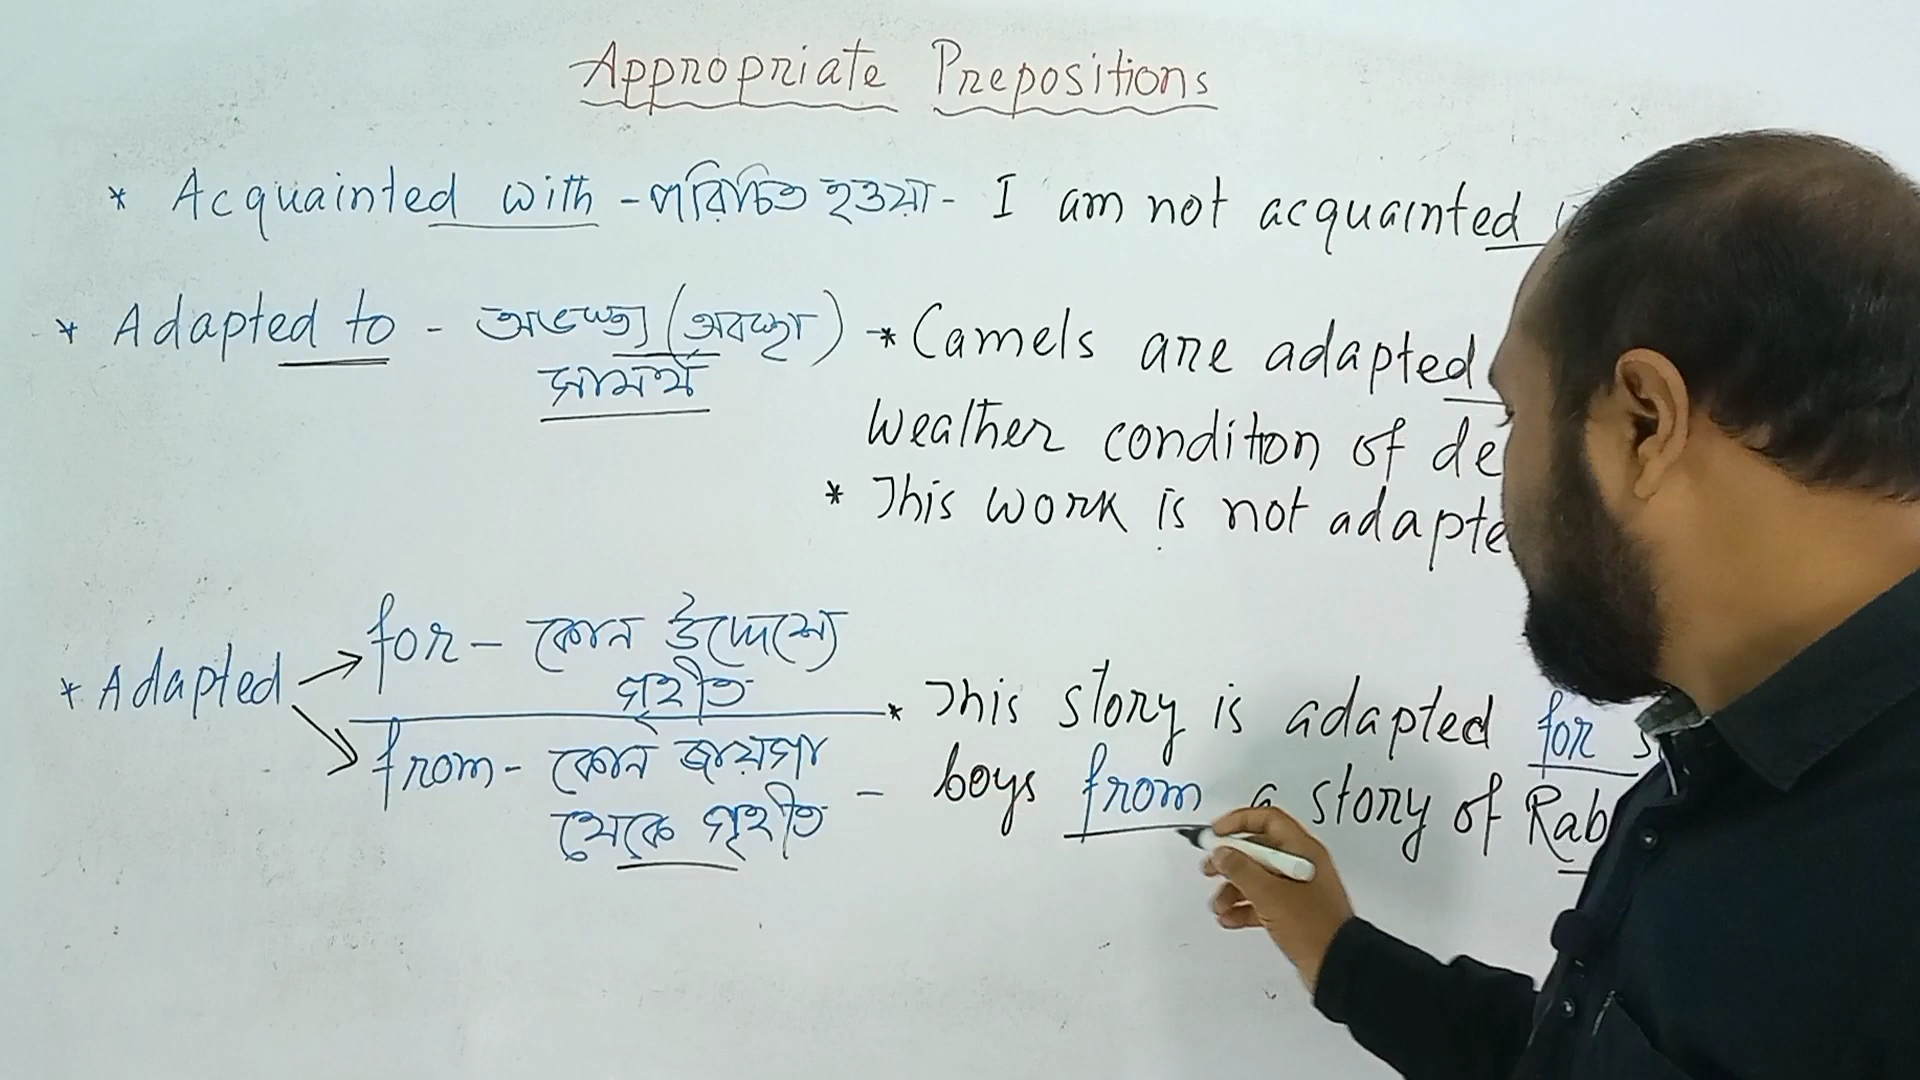 Appropriate Prepositions
* Acquainted with - পরিচিত হওয়া - I am not acquainted
* Adapted to - অভ্যস্ত (অবস্থা) * Camels are adapted
সামর্থ্য
Weather conditon of de
* This work is not adapte
for - কোন উদ্দেশ্যে
গৃহীত
* Adapted
* This story is adapted for s
from - কোন জায়গা
থেকে গৃহীত - boys from a story of Rab